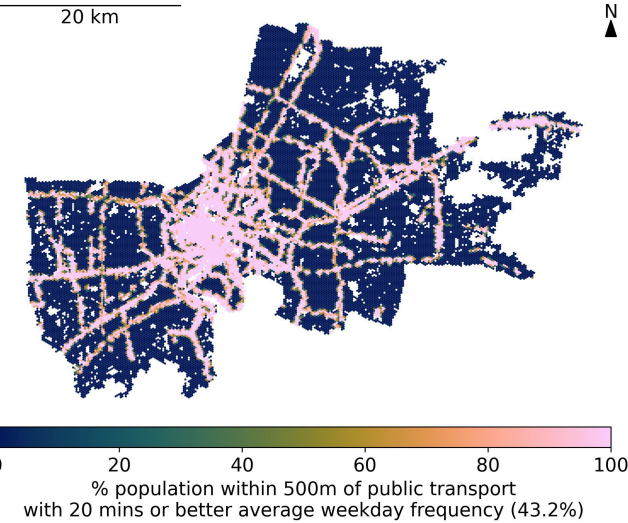 20 km
N
0 20 40 60 80 100
% population within 500m of public transport
with 20 mins or better average weekday frequency (43.2%)